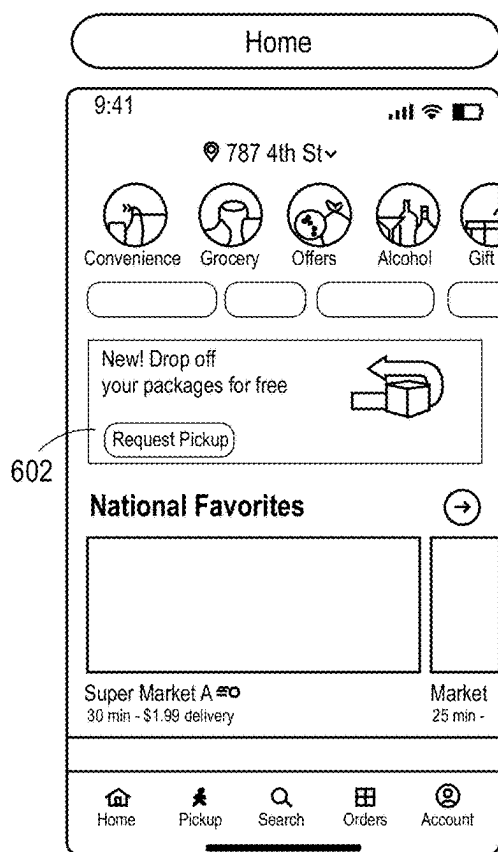 Home
9:41
787 4th St
Convenience Grocery Offers Alcohol Gift
New! Drop off
your packages for free
Request Pickup
602
National Favorites
Super Market A
Market
30 min - $1.99 delivery
25 min -
Home Pickup Search Orders Account